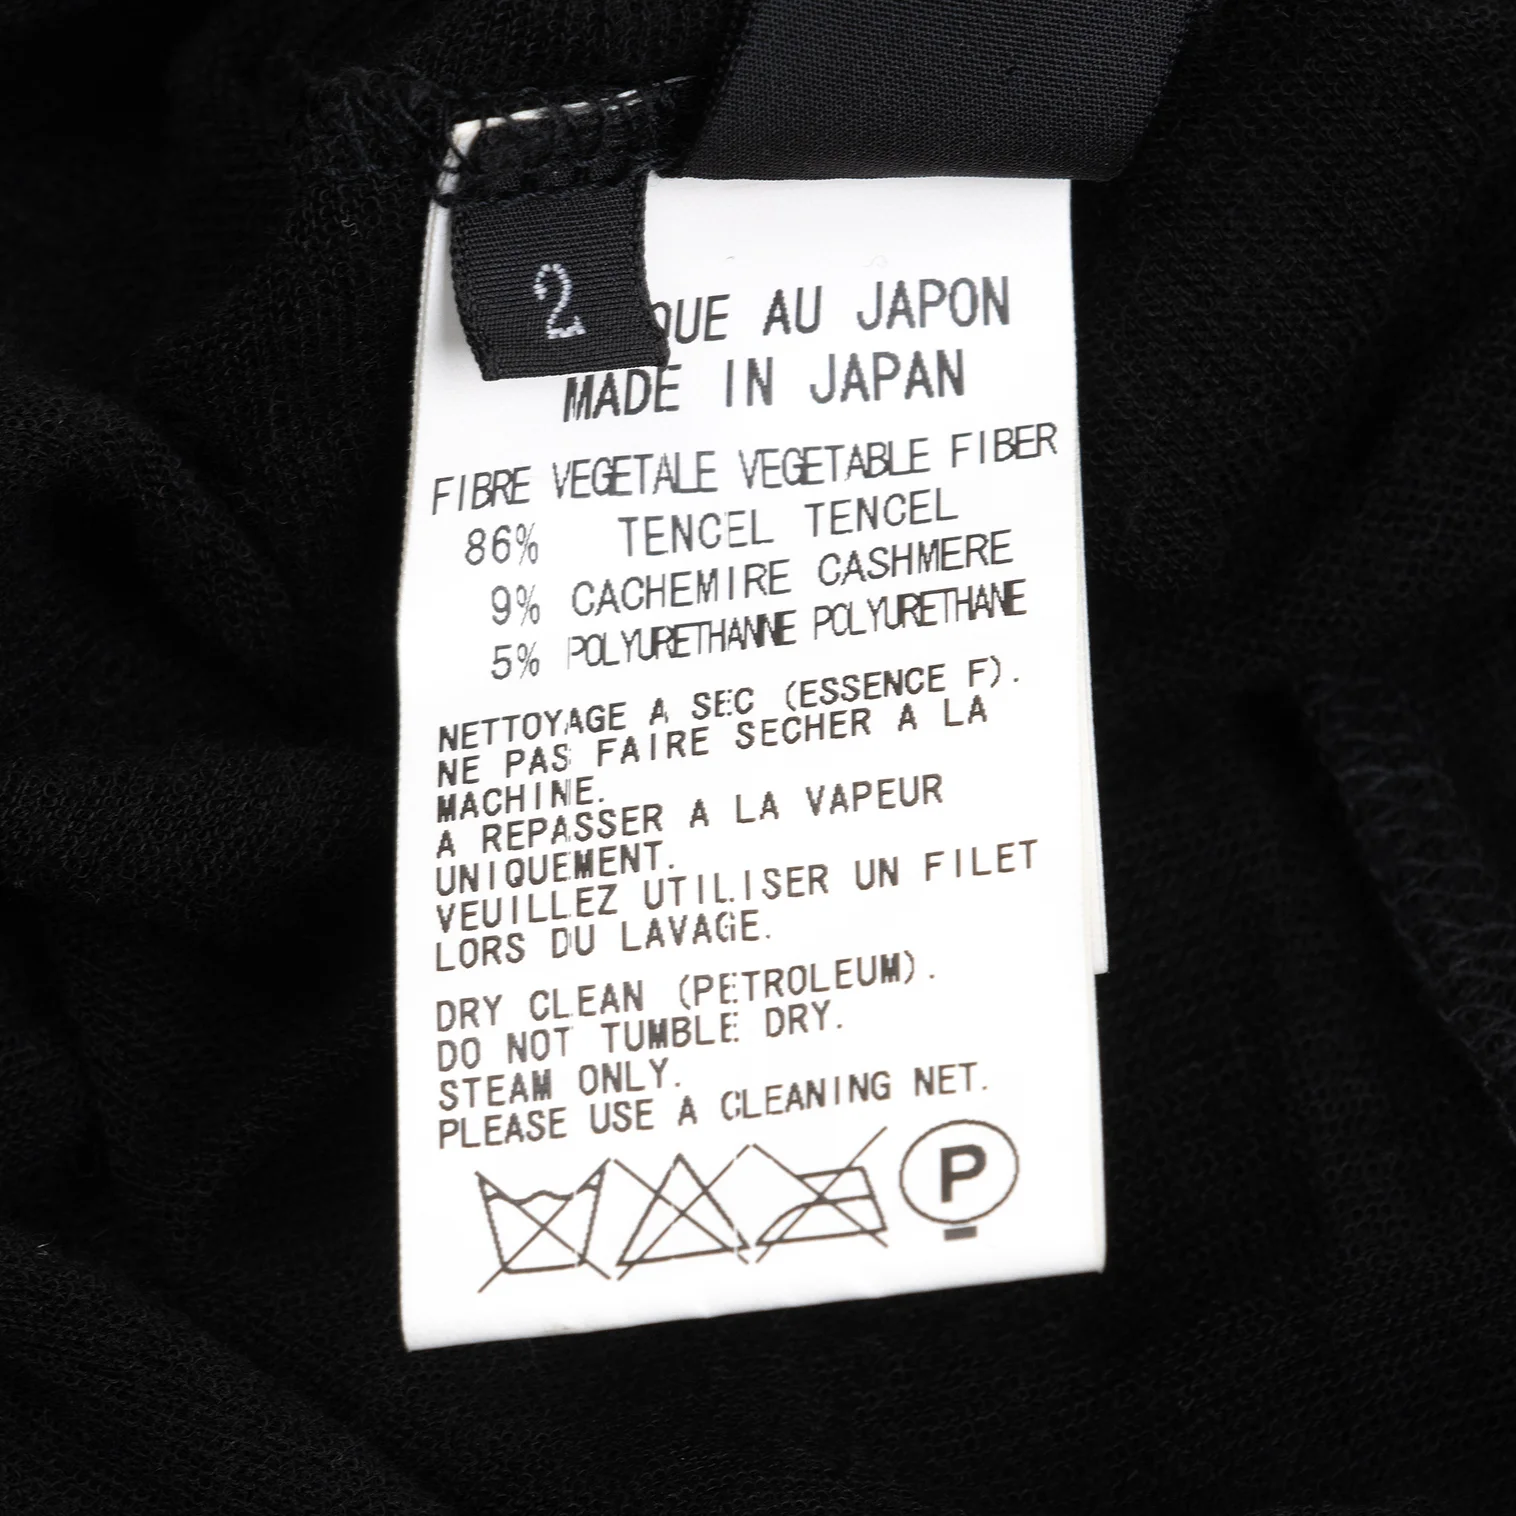 2
QUE AU JAPON
MADE IN JAPAN
FIBRE VEGETALE VEGETABLE FIBER
86% TENCEL TENCEL
9% CACHEMIRE CASHMERE
5% POLYURETHANNE POLYURETHANE
NETTOYAGE A SEC (ESSENCE F).
NE PAS FAIRE SECHER A LA
MACHINE.
A REPASSER A LA VAPEUR
UNIQUEMENT.
VEUILLEZ UTILISER UN FILET
LORS DU LAVAGE.
DRY CLEAN (PETROLEUM).
DO NOT TUMBLE DRY.
STEAM ONLY.
PLEASE USE A CLEANING NET.
P